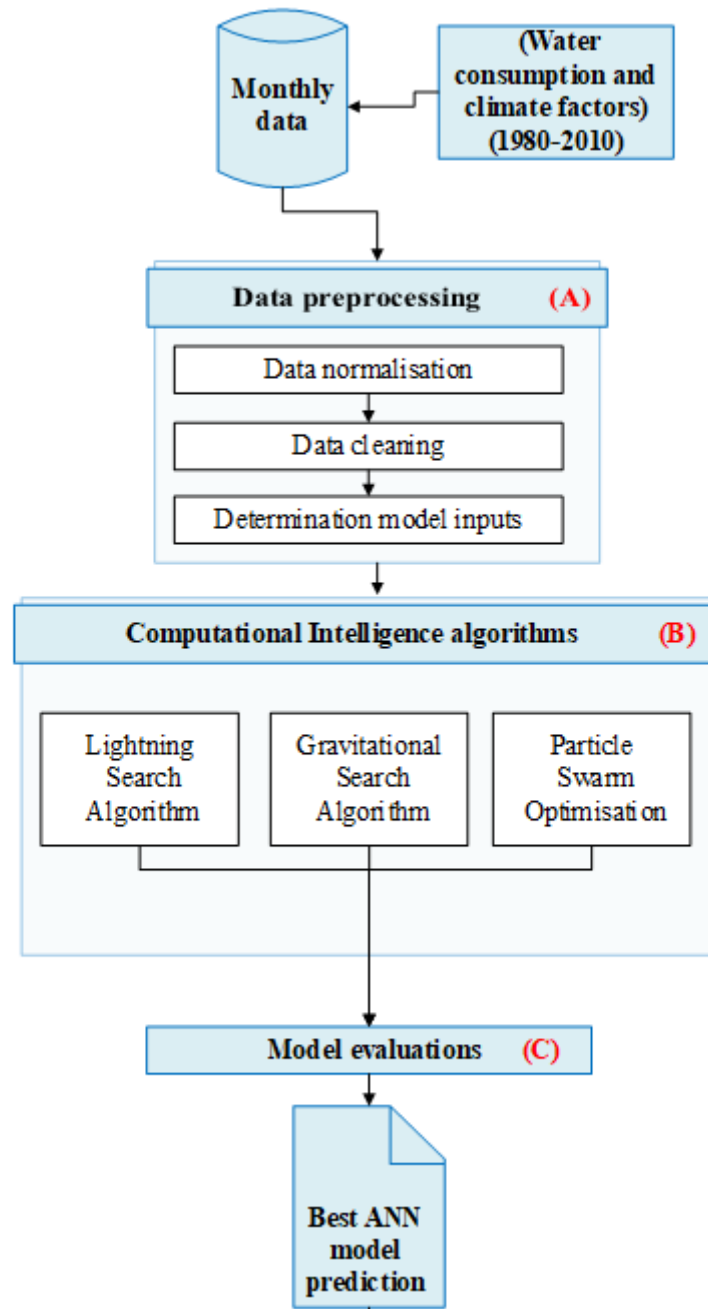 Monthly
data
(Water
consumption and
climate factors)
(1980-2010)
Data preprocessing (A)
Data normalisation
Data cleaning
Determination model inputs
Computational Intelligence algorithms (B)
Lightning
Search
Algorithm
Gravitational
Search
Algorithm
Particle
Swarm
Optimisation
Model evaluations (C)
Best ANN
model
prediction